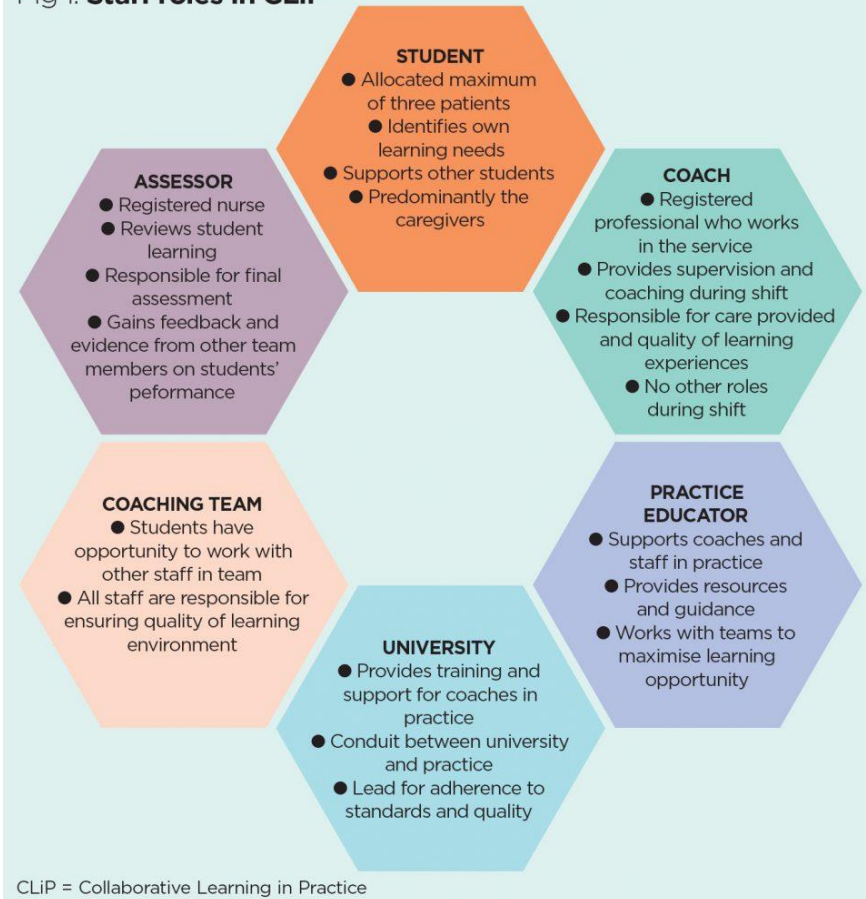 Fig 1. Staff roles in CLiP
STUDENT
● Allocated maximum
of three patients
● Identifies own
learning needs
● Supports other students
● Predominantly the
caregivers
ASSESSOR
● Registered nurse
● Reviews student
learning
● Responsible for final
assessment
● Gains feedback and
evidence from other team
members on students’
peformance
COACH
● Registered
professional who works
in the service
● Provides supervision and
coaching during shift
● Responsible for care provided
and quality of learning
experiences
● No other roles
during shift
COACHING TEAM
● Students have
opportunity to work with
other staff in team
● All staff are responsible for
ensuring quality of learning
environment
PRACTICE
EDUCATOR
● Supports coaches and
staff in practice
● Provides resources
and guidance
● Works with teams to
maximise learning
opportunity
UNIVERSITY
● Provides training and
support for coaches in
practice
● Conduit between university
and practice
● Lead for adherence to
standards and quality
CLiP = Collaborative Learning in Practice